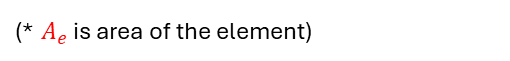 (* Aₑ is area of the element)